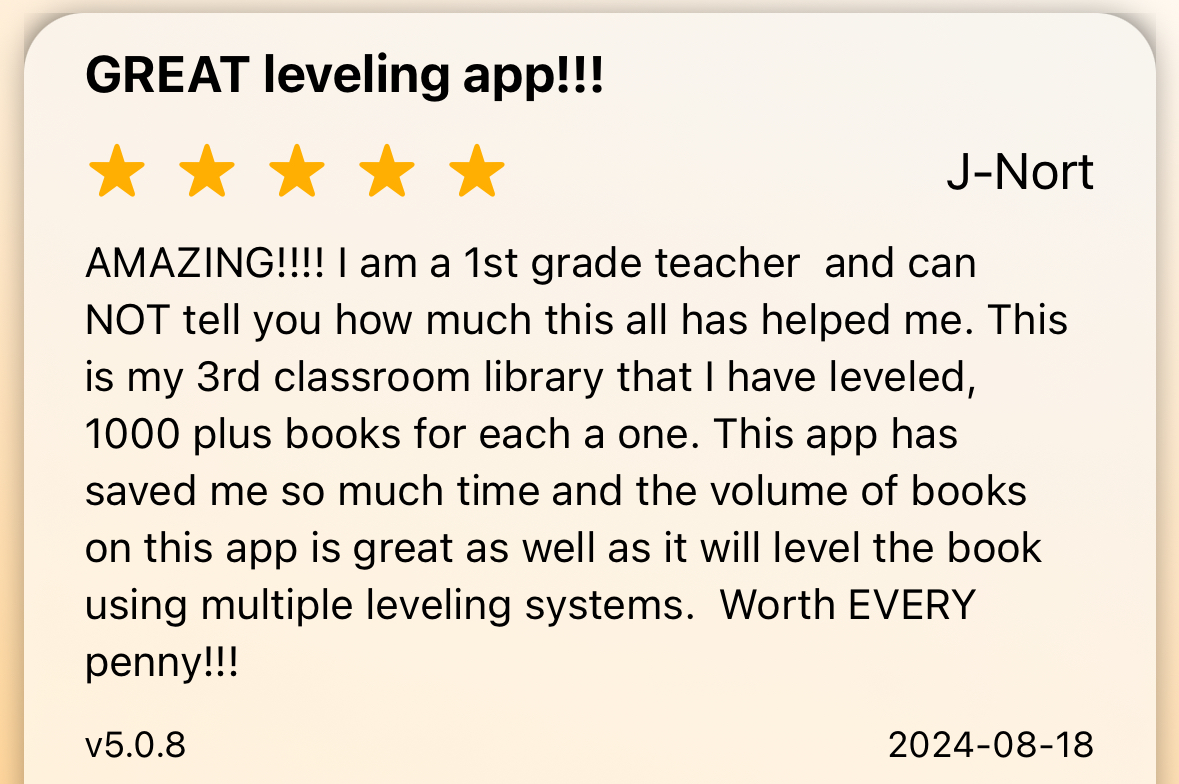 GREAT leveling app!!!
J-Nort
AMAZING!!!! I am a 1st grade teacher  and can
NOT tell you how much this all has helped me. This
is my 3rd classroom library that I have leveled,
1000 plus books for each a one. This app has
saved me so much time and the volume of books
on this app is great as well as it will level the book
using multiple leveling systems.  Worth EVERY
penny!!!
v5.0.8
2024-08-18